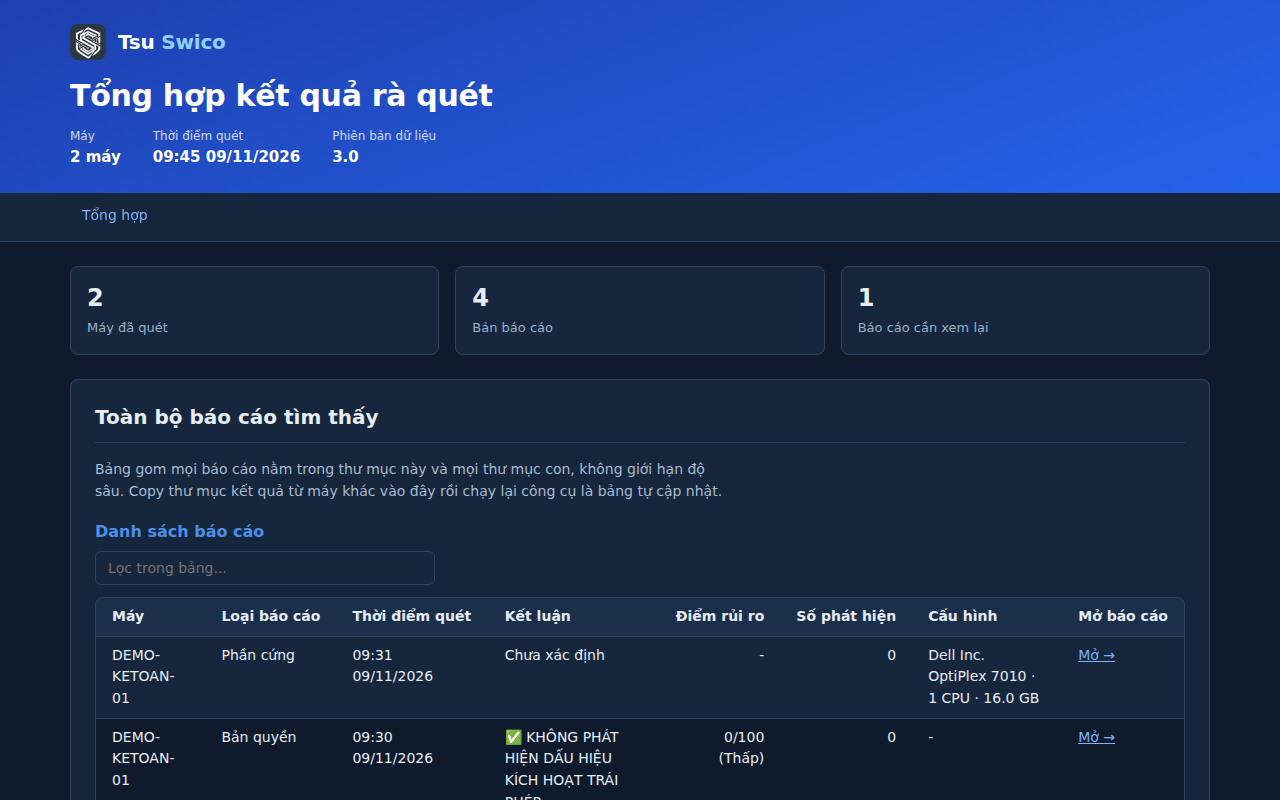 Tsu Swico
Tổng hợp kết quả rà quét
Máy
2 máy
Thời điểm quét
09:45 09/11/2026
Phiên bản dữ liệu
3.0
Tổng hợp
2
Máy đã quét
4
Bản báo cáo
1
Báo cáo cần xem lại
Toàn bộ báo cáo tìm thấy
Bảng gom mọi báo cáo nằm trong thư mục này và mọi thư mục con, không giới hạn độ
sâu. Copy thư mục kết quả từ máy khác vào đây rồi chạy lại công cụ là bảng tự cập nhật.
Danh sách báo cáo
Lọc trong bảng...
Máy Loại báo cáo Thời điểm quét Kết luận Điểm rủi ro Số phát hiện Cấu hình Mở báo cáo
DEMO- Phần cứng 09:31 Chưa xác định - 0 Dell Inc. Mở →
KETOAN- 09/11/2026 OptiPlex 7010 ·
01 1 CPU · 16.0 GB
DEMO- Bản quyền 09:30 ✅ KHÔNG PHÁT 0/100 0 - Mở →
KETOAN- 09/11/2026 HIỆN DẤU HIỆU (Thấp)
01 KÍCH HOẠT TRÁI
PHÉP